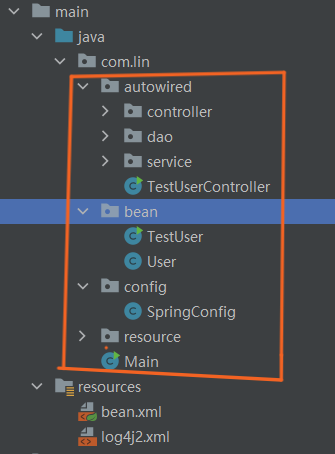 main
java
com.lin
autowired
controller
dao
service
TestUserController
bean
TestUser
User
config
SpringConfig
resource
Main
resources
bean.xml
log4j2.xml